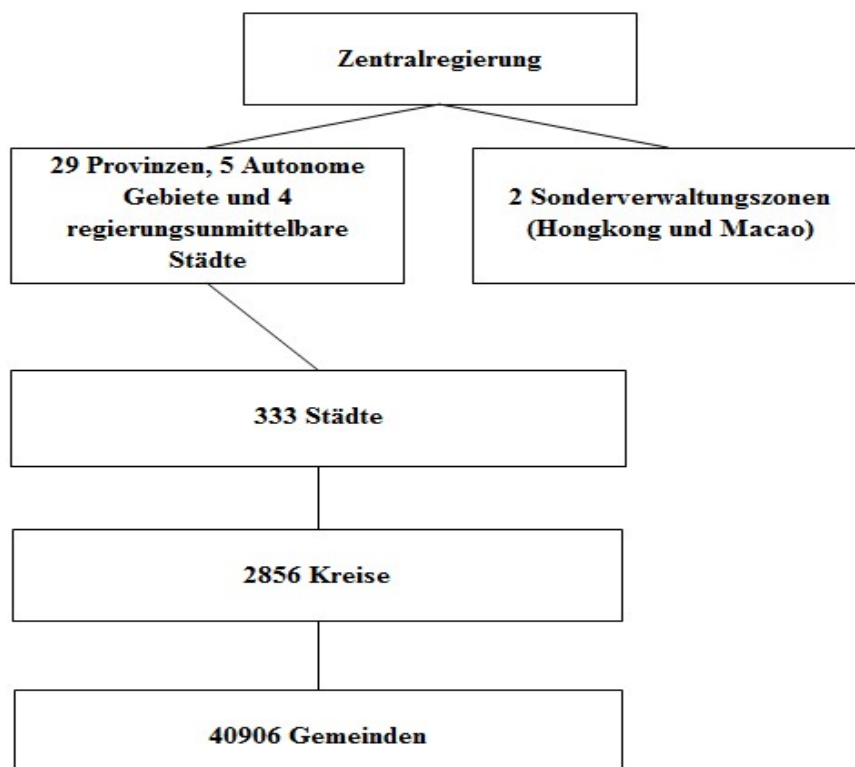 Zentralregierung
29 Provinzen, 5 Autonome
Gebiete und 4
regierungsunmittelbare
Städte
2 Sonderverwaltungszonen
(Hongkong und Macao)
333 Städte
2856 Kreise
40906 Gemeinden